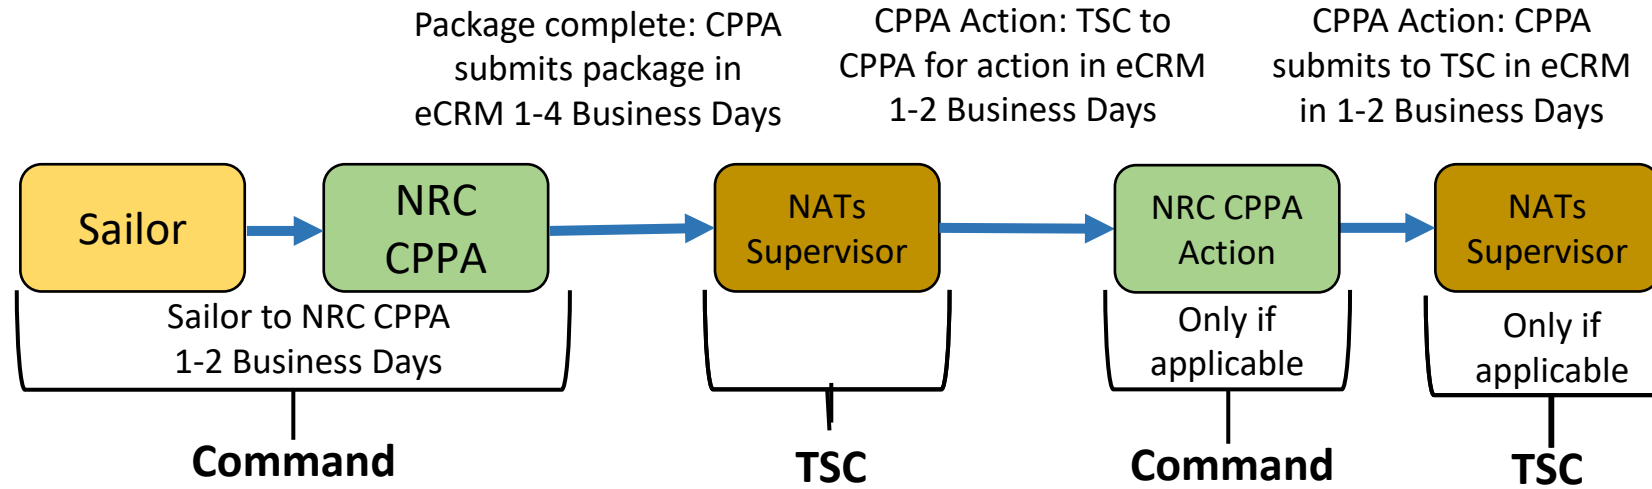 Package complete: CPPA
submits package in
eCRM 1-4 Business Days
CPPA Action: TSC to
CPPA for action in eCRM
1-2 Business Days
CPPA Action: CPPA
submits to TSC in eCRM
in 1-2 Business Days
Sailor
NRC
CPPA
NATs
Supervisor
NRC CPPA
Action
NATs
Supervisor
Sailor to NRC CPPA
1-2 Business Days
Only if
applicable
Only if
applicable
Command
TSC
Command
TSC